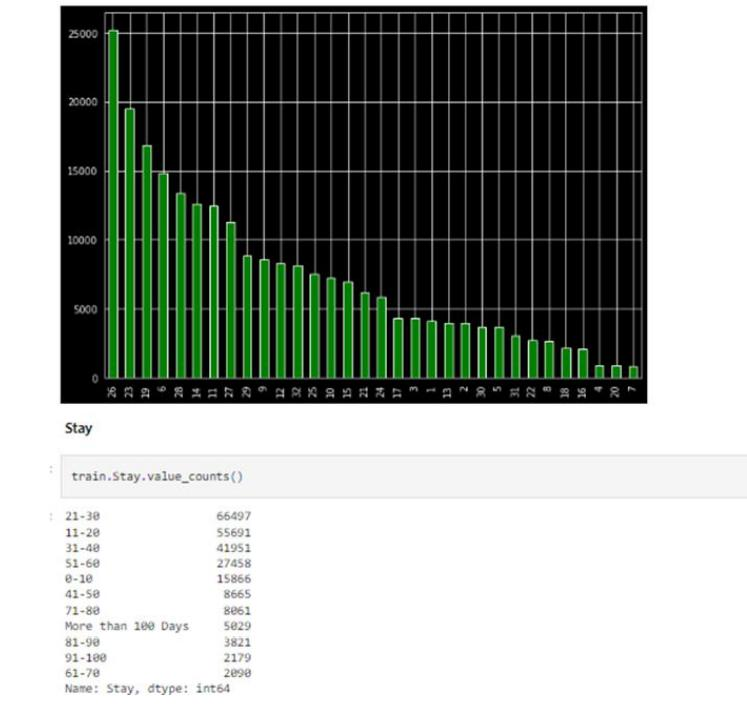 25000
20000
15000
10000
5000
0
26 23 19 6 28 14 11 27 29 9 12 32 25 10 15 21 24 17 3 1 13 2 30 5 31 22 8 18 16 4 20 7
Stay
: train.Stay.value_counts()
: 21-30 66497
11-20 55691
31-40 41951
51-60 27458
0-10 15866
41-50 8665
71-80 8061
More than 100 Days 5029
81-90 3821
91-100 2179
61-70 2090
Name: Stay, dtype: int64